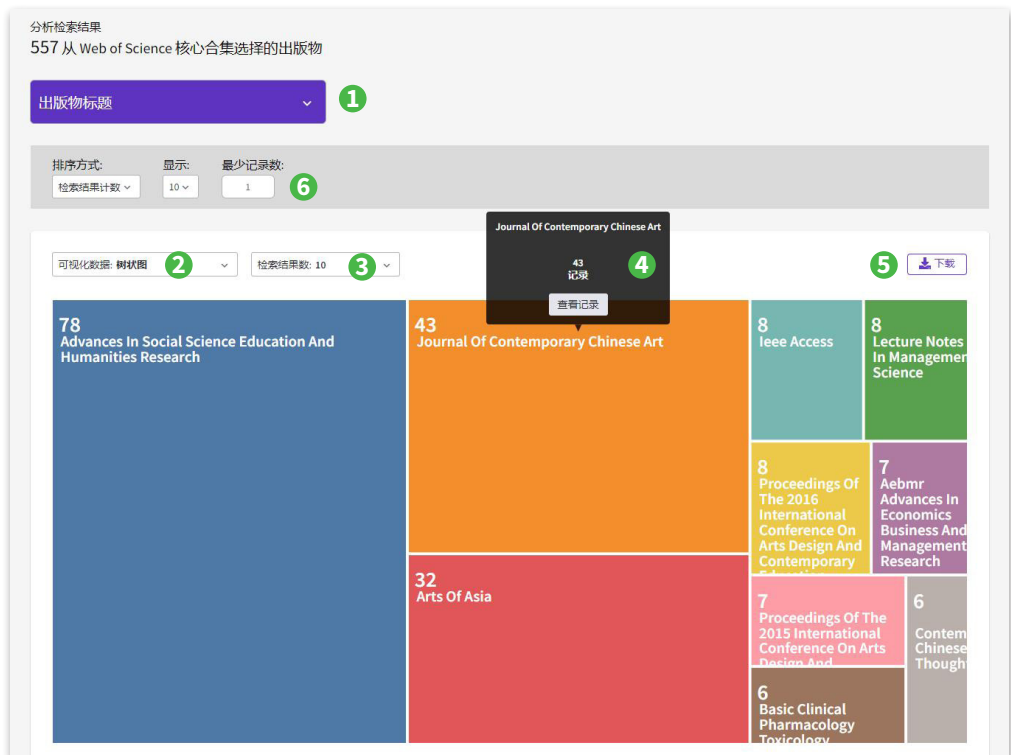 分析检索结果
557 从 Web of Science 核心合集选择的出版物
出版物标题
1
排序方式:
显示:
最少记录数:
检索结果计数
10
1
6
Journal Of Contemporary Chinese Art
43
记录
4
查看记录
可视化数据: 树状图
2
检索结果数: 10
3
5
下载
78
Advances In Social Science Education And
Humanities Research
43
Journal Of Contemporary Chinese Art
8
Ieee Access
8
Lecture Notes
In Managemen
Science
8
Proceedings Of
The 2016
International
Conference On
Arts Design And
Contemporary
7
Aebmr
Advances In
Economics
Business And
Management
Research
32
Arts Of Asia
7
Proceedings Of The
2015 International
Conference On Arts
Design And
6
Contem
Chinese
Though
6
Basic Clinical
Pharmacology
Toxicology